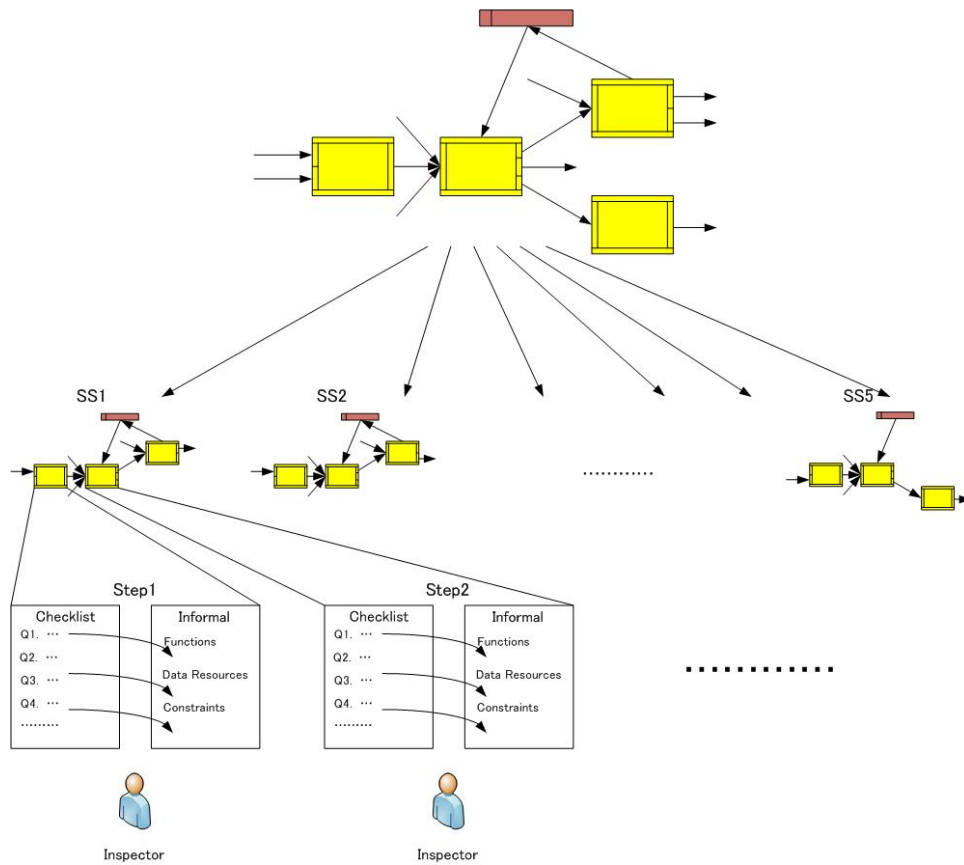 SS1
SS2
SS5
............
Step1
Step2
Checklist
Q1. ...
Q2. ...
Q3. ...
Q4. ...
.........
Informal
Functions
Data Resources
Constraints
Checklist
Q1. ...
Q2. ...
Q3. ...
Q4. ...
.........
Informal
Functions
Data Resources
Constraints
............
Inspector
Inspector